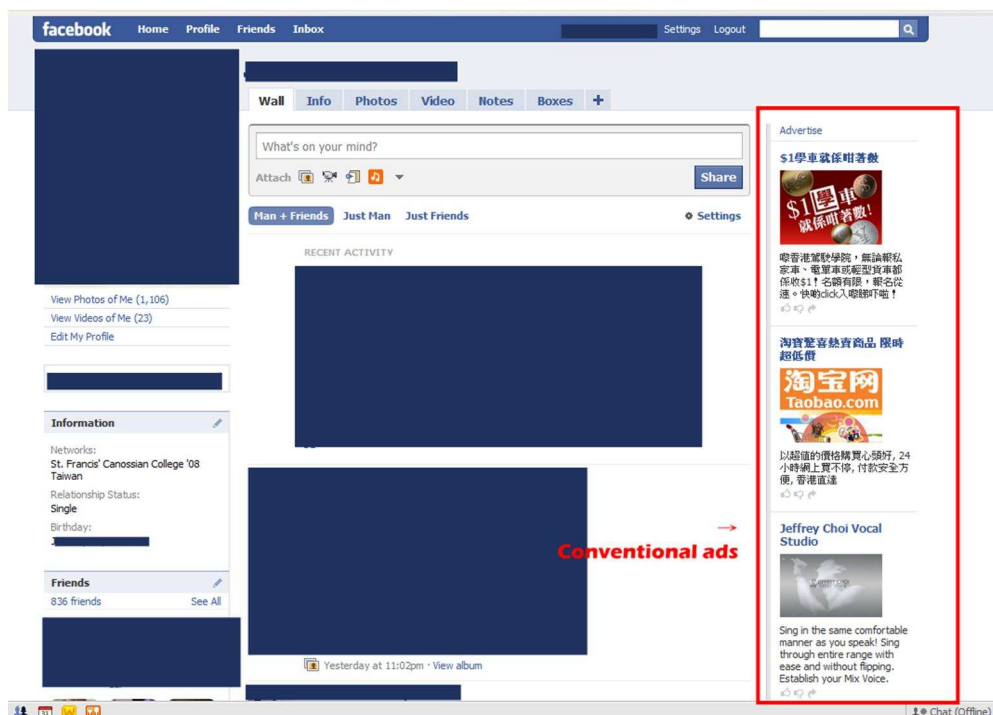 facebook Home Profile Friends Inbox Settings Logout
Wall Info Photos Video Notes Boxes +
What's on your mind?
Attach Share
Man + Friends Just Man Just Friends Settings
RECENT ACTIVITY
View Photos of Me (1,106)
View Videos of Me (23)
Edit My Profile
Information
Networks:
St. Francis' Canossian College '08
Taiwan
Relationship Status:
Single
Birthday:
Friends
836 friends See All
Yesterday at 11:02pm · View album
→
Conventional ads
Advertise
$1學車就係咁著數
$1學車
就係咁著數!
嚟香港駕駛學院，無論報私
家車、電單車或輕型貨車都
係收$1！名額有限，報名從
速。快啲click入嚟睇吓啦！
淘寶驚喜熱賣商品 限時
超低價
淘宝网
Taobao.com
以超值的價格購買心頭好, 24
小時網上買不停, 付款安全方
便, 香港直達
Jeffrey Choi Vocal
Studio
Sing in the same comfortable
manner as you speak! Sing
through entire range with
ease and without flipping.
Establish your Mix Voice.
31
Chat (Offline)